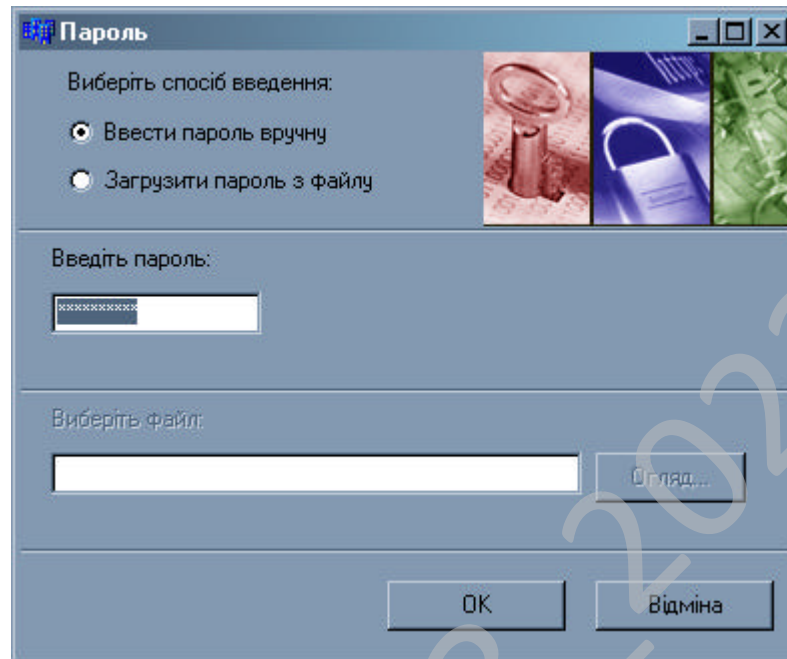 Пароль
Виберіть спосіб введення:
Ввести пароль вручну
Загрузити пароль з файлу
Введіть пароль:
**********
Виберіть файл:
Огляд...
OK
Відміна